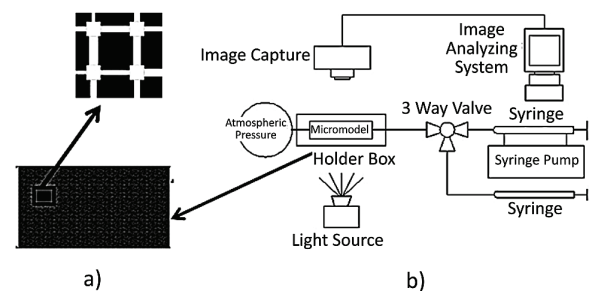 Image Capture
Image
Analyzing
System
3 Way Valve
Syringe
Atmospheric
Pressure
Micromodel
Holder Box
Syringe Pump
Syringe
Light Source
a)
b)